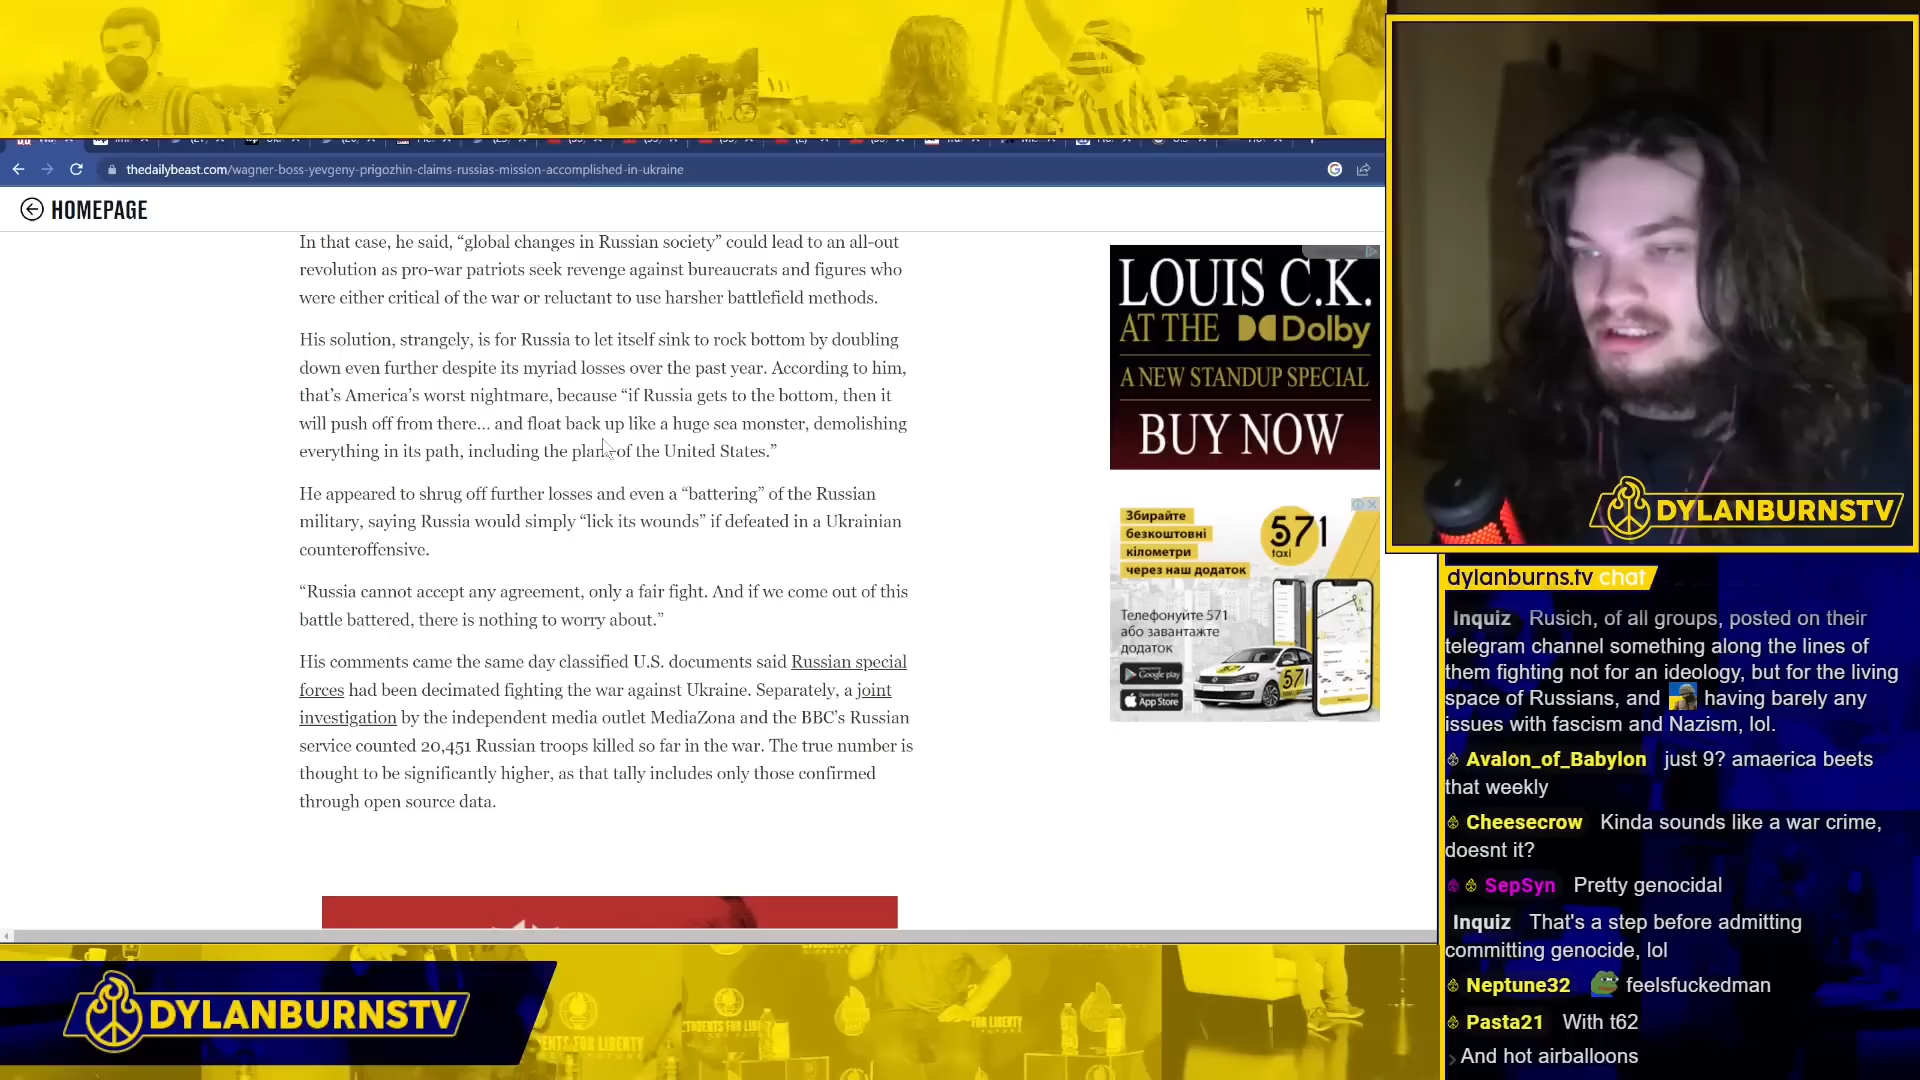 thedailybeast.com/wagner-boss-yevgeny-prigozhin-claims-russias-mission-accomplished-in-ukraine
HOMEPAGE
In that case, he said, “global changes in Russian society” could lead to an all-out
revolution as pro-war patriots seek revenge against bureaucrats and figures who
were either critical of the war or reluctant to use harsher battlefield methods.
His solution, strangely, is for Russia to let itself sink to rock bottom by doubling
down even further despite its myriad losses over the past year. According to him,
that’s America’s worst nightmare, because “if Russia gets to the bottom, then it
will push off from there... and float back up like a huge sea monster, demolishing
everything in its path, including the plans of the United States.”
He appeared to shrug off further losses and even a “battering” of the Russian
military, saying Russia would simply “lick its wounds” if defeated in a Ukrainian
counteroffensive.
“Russia cannot accept any agreement, only a fair fight. And if we come out of this
battle battered, there is nothing to worry about.”
His comments came the same day classified U.S. documents said Russian special
forces had been decimated fighting the war against Ukraine. Separately, a joint
investigation by the independent media outlet MediaZona and the BBC’s Russian
service counted 20,451 Russian troops killed so far in the war. The true number is
thought to be significantly higher, as that tally includes only those confirmed
through open source data.
LOUIS C.K.
AT THE Dolby
A NEW STANDUP SPECIAL
BUY NOW
Збирайте
безкоштовні
кілометри
через наш додаток
571
taxi
Телефонуйте 571
або завантажте
додаток
Google play
App Store
571
DYLANBURNSTV
dylanburns.tv chat
Inquiz Rusich, of all groups, posted on their
telegram channel something along the lines of
them fighting not for an ideology, but for the living
space of Russians, and having barely any
issues with fascism and Nazism, lol.
Avalon_of_Babylon just 9? amaerica beets
that weekly
Cheesecrow Kinda sounds like a war crime,
doesnt it?
SepSyn Pretty genocidal
Inquiz That's a step before admitting
committing genocide, lol
Neptune32 feelsfuckedman
Pasta21 With t62
And hot airballoons
DYLANBURNSTV